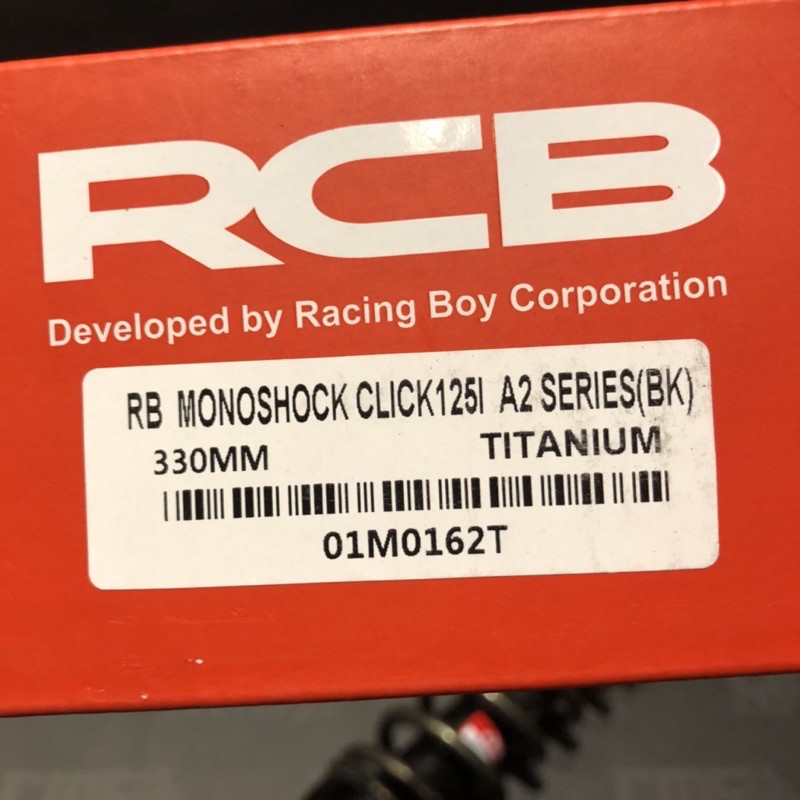 RCB
Developed by Racing Boy Corporation
RB MONOSHOCK CLICK125I A2 SERIES(BK)
330MM TITANIUM
01M0162T